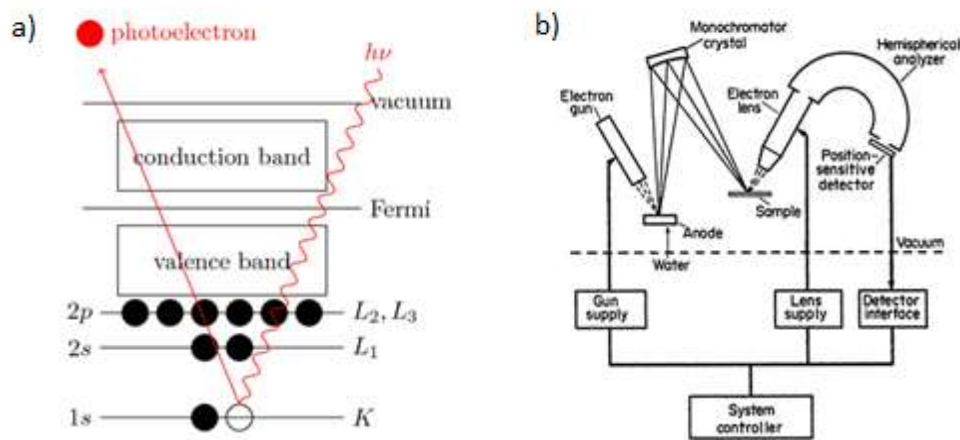 a)
photoelectron
hν
vacuum
conduction band
Fermi
valence band
2p
L2, L3
2s
L1
1s
K
b)
Monochromator
crystal
Hemispherical
analyzer
Electron
gun
Electron
lens
Position-
sensitive
detector
Sample
Anode
Water
Vacuum
Gun
supply
Lens
supply
Detector
interface
System
controller